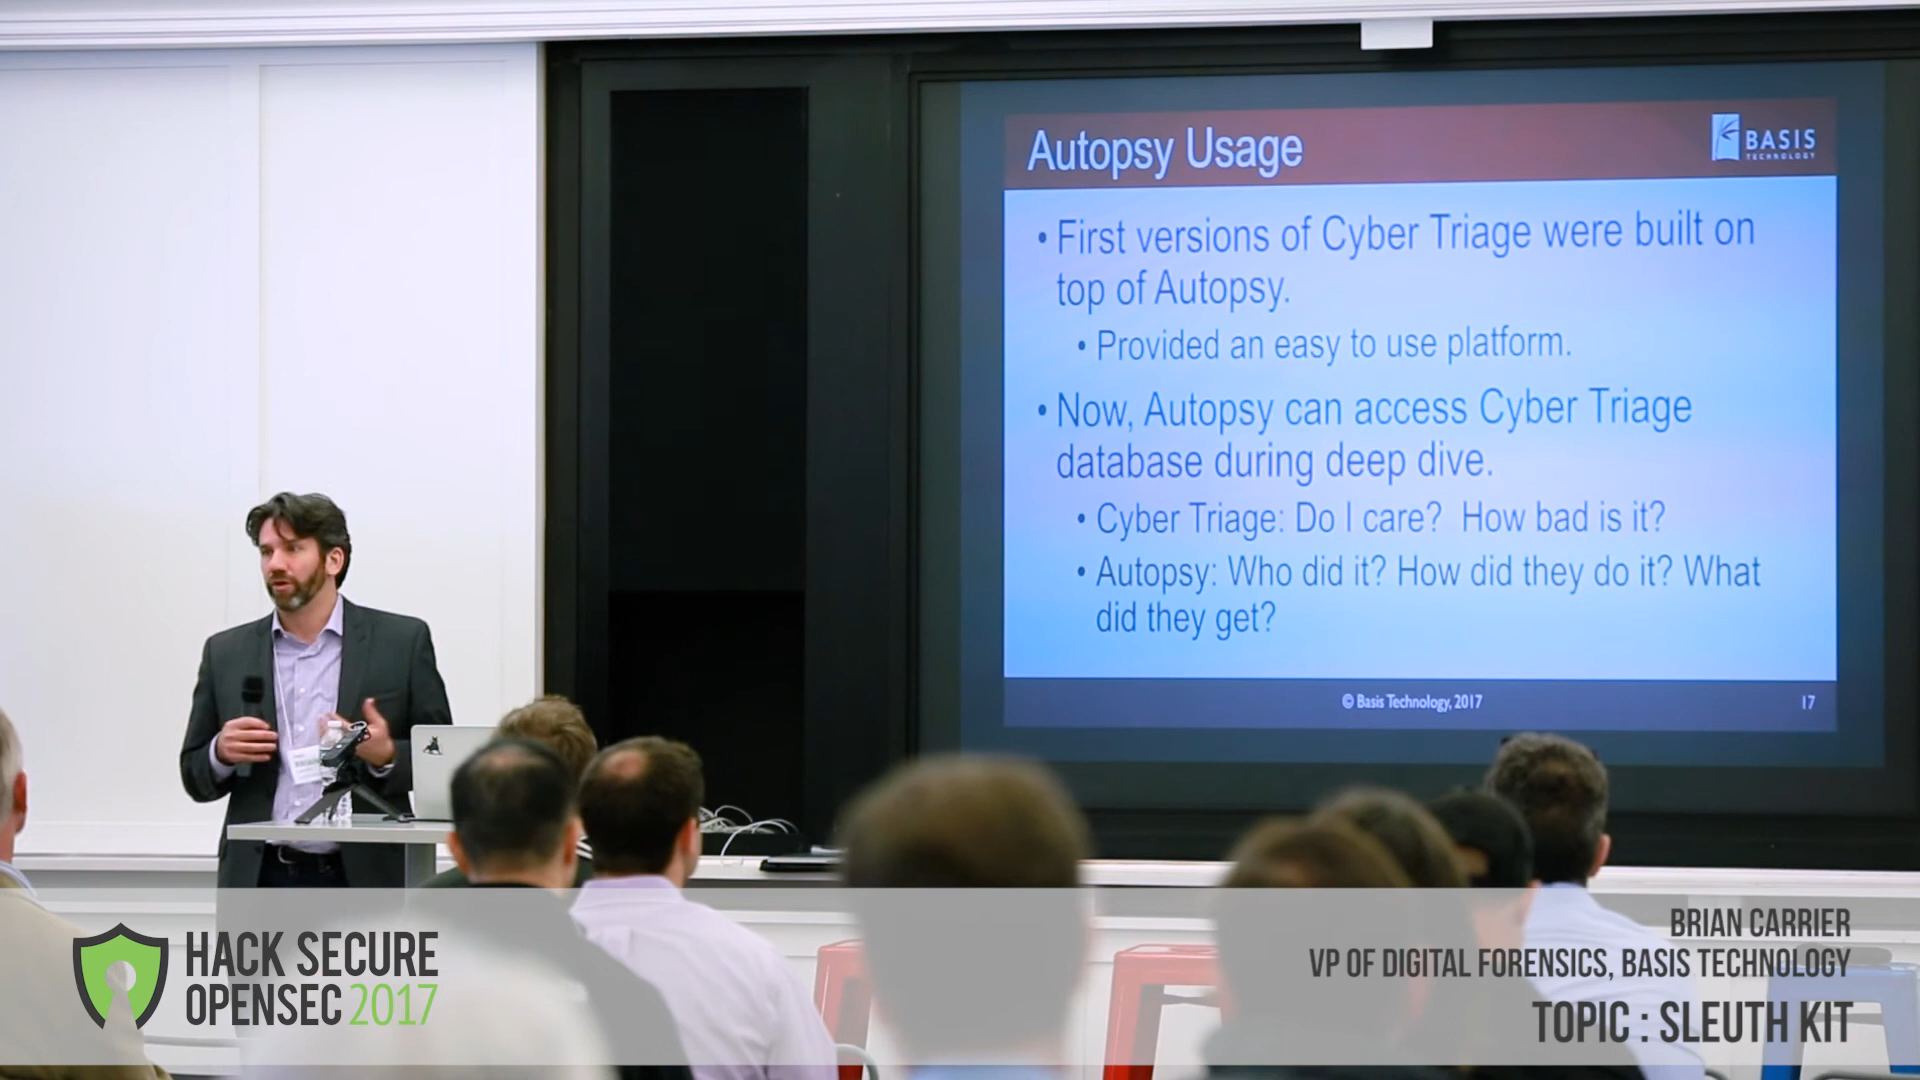 Autopsy Usage
BASIS
TECHNOLOGY
• First versions of Cyber Triage were built on
top of Autopsy.
• Provided an easy to use platform.
• Now, Autopsy can access Cyber Triage
database during deep dive.
• Cyber Triage: Do I care? How bad is it?
• Autopsy: Who did it? How did they do it? What
did they get?
© Basis Technology, 2017
17
HACK SECURE
OPENSEC 2017
BRIAN CARRIER
VP OF DIGITAL FORENSICS, BASIS TECHNOLOGY
TOPIC : SLEUTH KIT